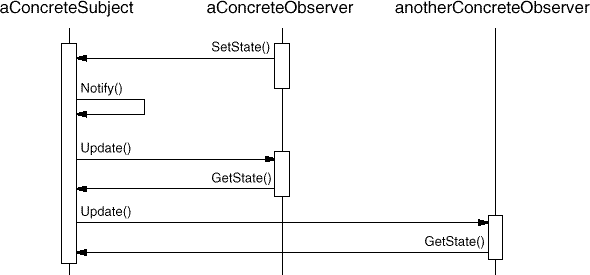 aConcreteSubject aConcreteObserver anotherConcreteObserver
SetState()
Notify()
Update()
GetState()
Update()
GetState()